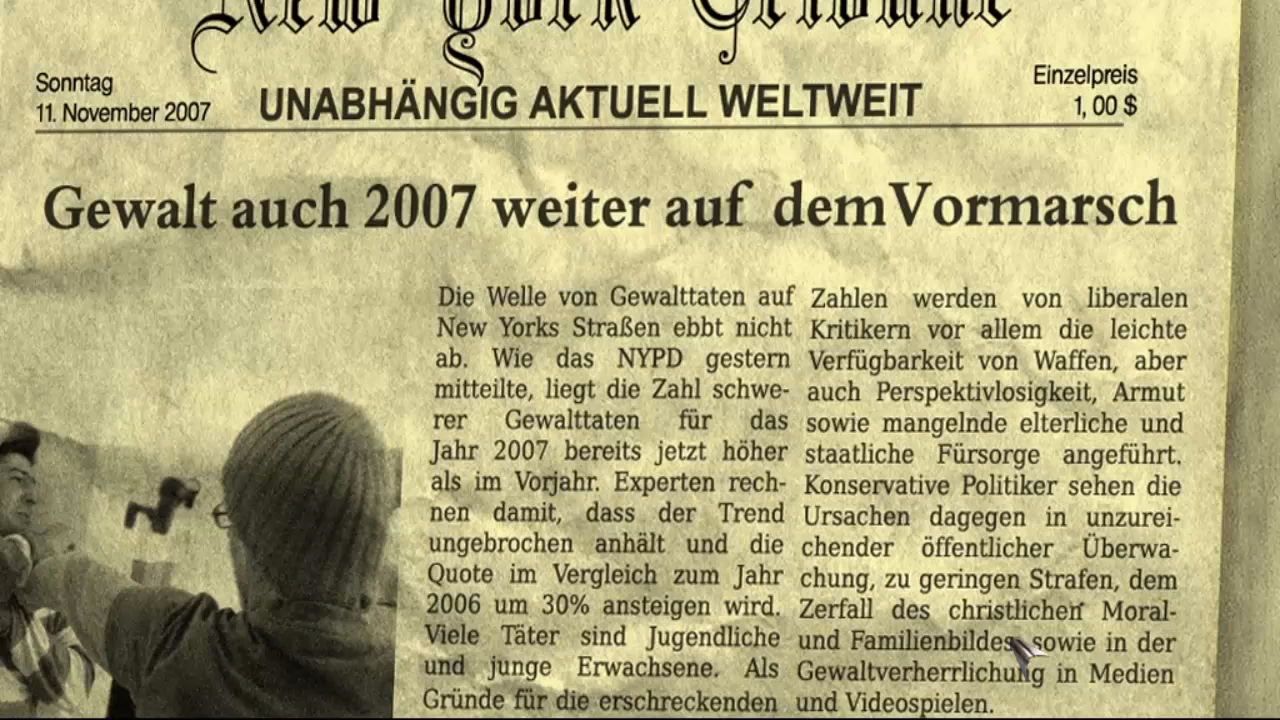 New York Tribune
Sonntag
11. November 2007
UNABHÄNGIG AKTUELL WELTWEIT
Einzelpreis
1, 00 $
Gewalt auch 2007 weiter auf demVormarsch
Die Welle von Gewalttaten auf
New Yorks Straßen ebbt nicht
ab. Wie das NYPD gestern
mitteilte, liegt die Zahl schwe-
rer Gewalttaten für das
Jahr 2007 bereits jetzt höher
als im Vorjahr. Experten rech-
nen damit, dass der Trend
ungebrochen anhält und die
Quote im Vergleich zum Jahr
2006 um 30% ansteigen wird.
Viele Täter sind Jugendliche
und junge Erwachsene. Als
Gründe für die erschreckenden
Zahlen werden von liberalen
Kritikern vor allem die leichte
Verfügbarkeit von Waffen, aber
auch Perspektivlosigkeit, Armut
sowie mangelnde elterliche und
staatliche Fürsorge angeführt.
Konservative Politiker sehen die
Ursachen dagegen in unzurei-
chender öffentlicher Überwa-
chung, zu geringen Strafen, dem
Zerfall des christlichen Moral-
und Familienbildes sowie in der
Gewaltverherrlichung in Medien
und Videospielen.